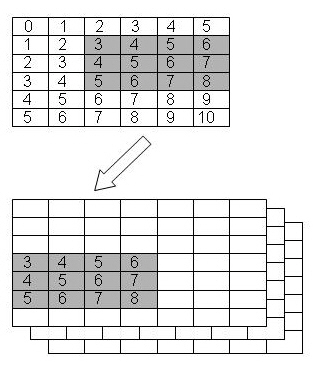 0 1 2 3 4 5
1 2 3 4 5 6
2 3 4 5 6 7
3 4 5 6 7 8
4 5 6 7 8 9
5 6 7 8 9 10
3 4 5 6
4 5 6 7
5 6 7 8